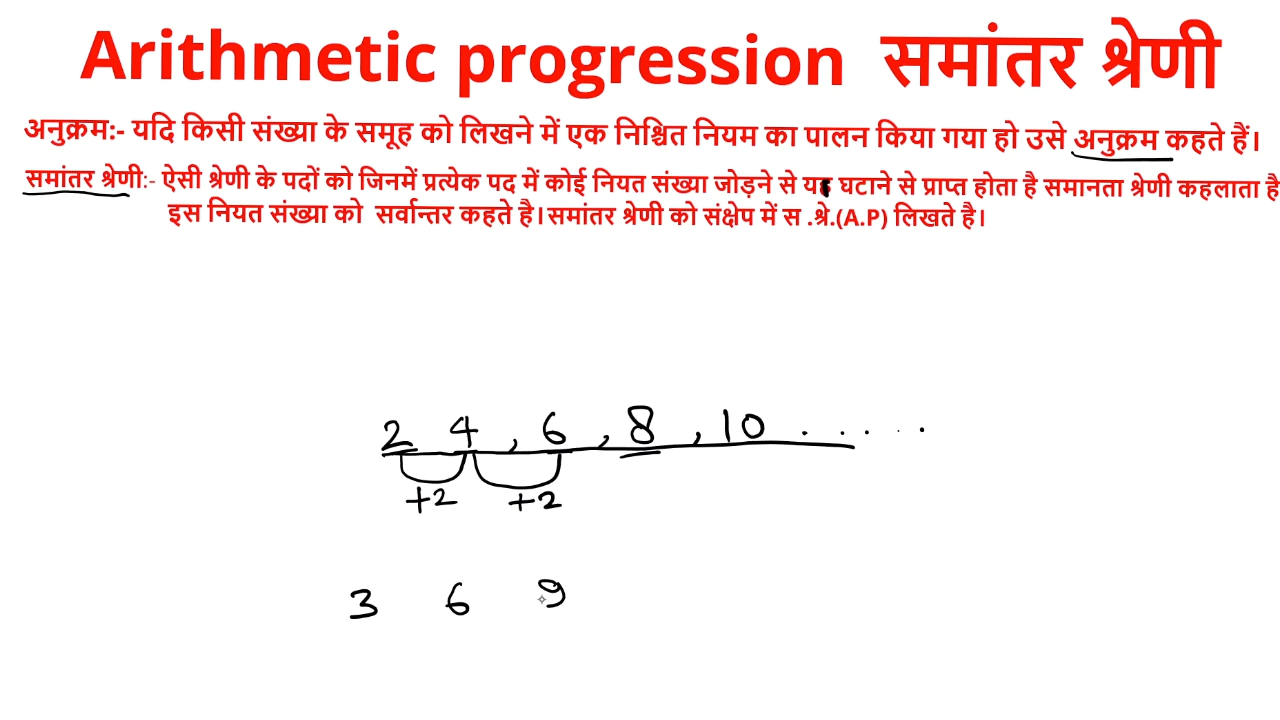 Arithmetic progression समांतर श्रेणी
अनुक्रम:- यदि किसी संख्या के समूह को लिखने में एक निश्चित नियम का पालन किया गया हो उसे अनुक्रम कहते हैं।
समांतर श्रेणी:- ऐसी श्रेणी के पदों को जिनमें प्रत्येक पद में कोई नियत संख्या जोड़ने से या घटाने से प्राप्त होता है समानता श्रेणी कहलाता है
इस नियत संख्या को सर्वान्तर कहते है। समांतर श्रेणी को संक्षेप में स .श्रे.(A.P) लिखते है।
2 4 , 6 , 8 , 10 . . . . .
+2 +2
3 6 9